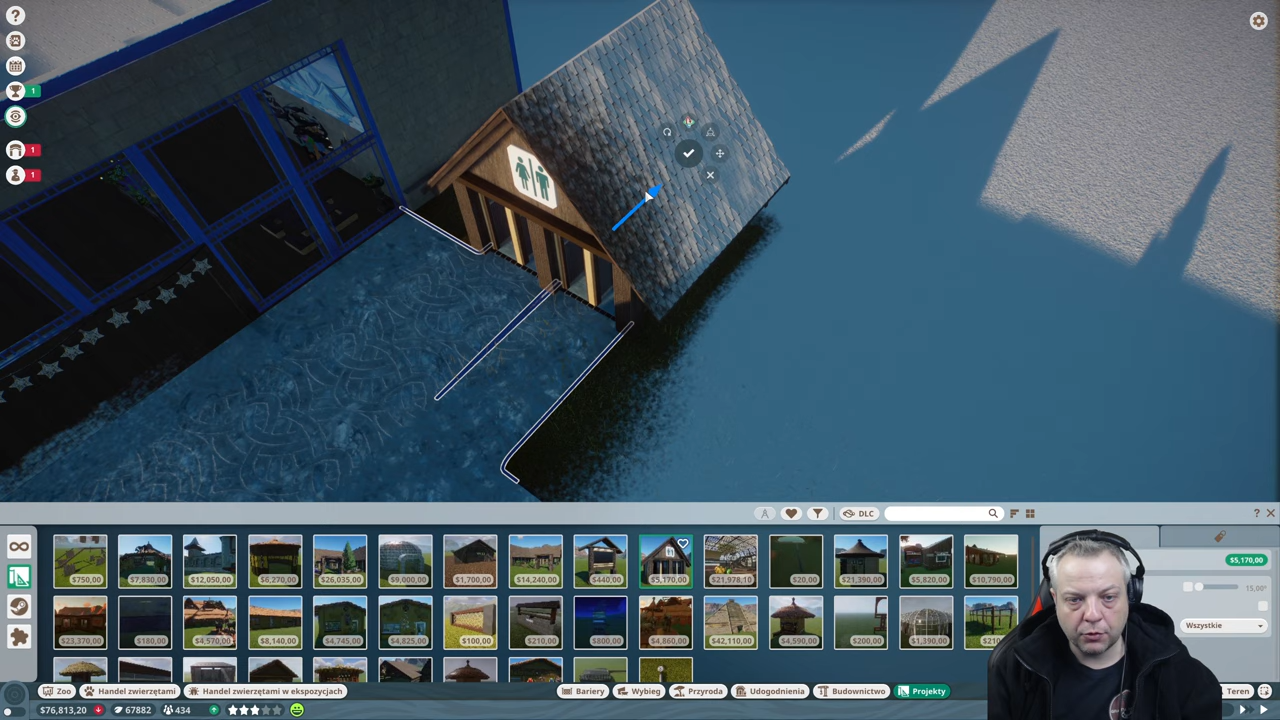 ?
1
1
1
DLC
? ×
$750,00 $7,830,00 $12,050,00 $6,270,00 $26,035,00 $9,000,00 $1,700,00 $14,240,00 $440,00 $5,170,00 $21,978,10 $20,00 $21,390,00 $5,820,00 $10,790,00
$5,170,00
15,00°
$23,370,00 $180,00 $4,570,00 $8,140,00 $4,745,00 $4,825,00 $100,00 $210,00 $800,00 $4,860,00 $42,110,00 $4,590,00 $200,00 $1,390,00
Wszystkie
Zoo Handel zwierzętami Handel zwierzętami w ekspozycjach Bariery Wybieg Przyroda Udogodnienia Budownictwo Projekty Teren
$76,813,20 67882 434